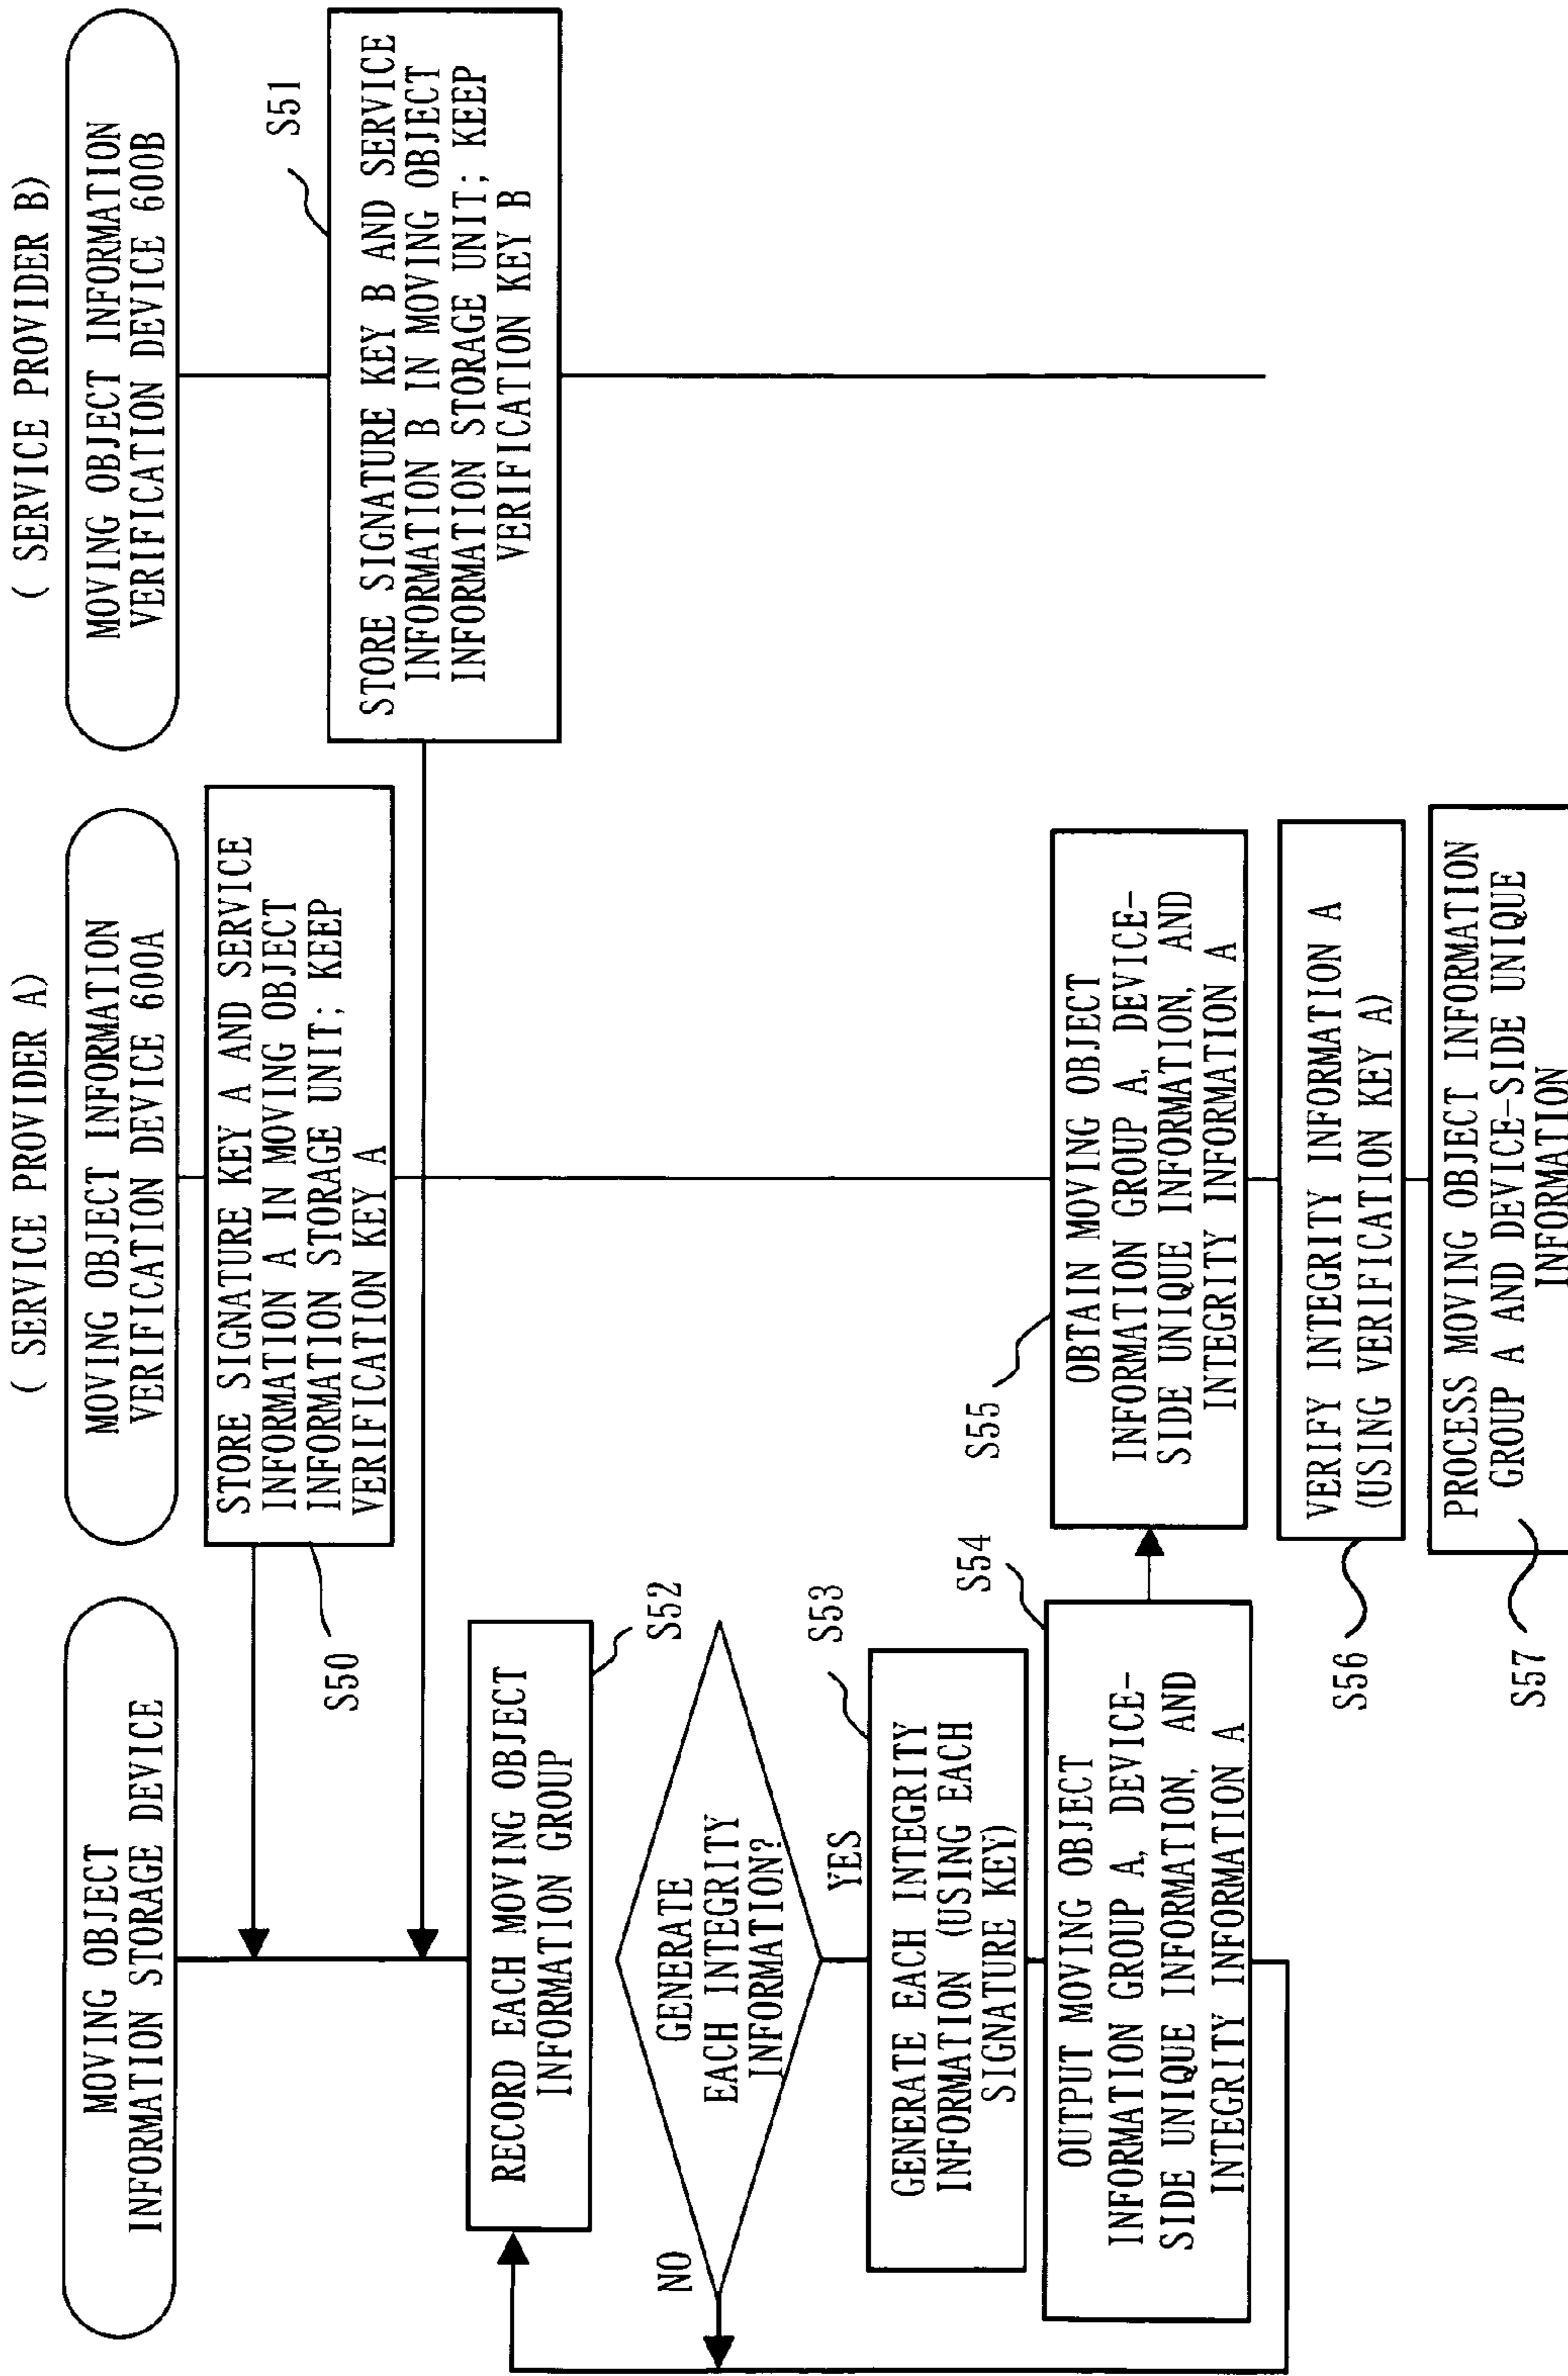 ( SERVICE PROVIDER A)
( SERVICE PROVIDER B)
MOVING OBJECT
INFORMATION STORAGE DEVICE
MOVING OBJECT INFORMATION
VERIFICATION DEVICE 600A
MOVING OBJECT INFORMATION
VERIFICATION DEVICE 600B
STORE SIGNATURE KEY A AND SERVICE
INFORMATION A IN MOVING OBJECT
INFORMATION STORAGE UNIT; KEEP
VERIFICATION KEY A
S50
S51
STORE SIGNATURE KEY B AND SERVICE
INFORMATION B IN MOVING OBJECT
INFORMATION STORAGE UNIT; KEEP
VERIFICATION KEY B
RECORD EACH MOVING OBJECT
INFORMATION GROUP
S52
NO
GENERATE
EACH INTEGRITY
INFORMATION?
YES
S53
GENERATE EACH INTEGRITY
INFORMATION (USING EACH
SIGNATURE KEY)
S54
OUTPUT MOVING OBJECT
INFORMATION GROUP A, DEVICE-
SIDE UNIQUE INFORMATION, AND
INTEGRITY INFORMATION A
S55
OBTAIN MOVING OBJECT
INFORMATION GROUP A, DEVICE-
SIDE UNIQUE INFORMATION, AND
INTEGRITY INFORMATION A
VERIFY INTEGRITY INFORMATION A
(USING VERIFICATION KEY A)
S56
PROCESS MOVING OBJECT INFORMATION
GROUP A AND DEVICE-SIDE UNIQUE
INFORMATION
S57